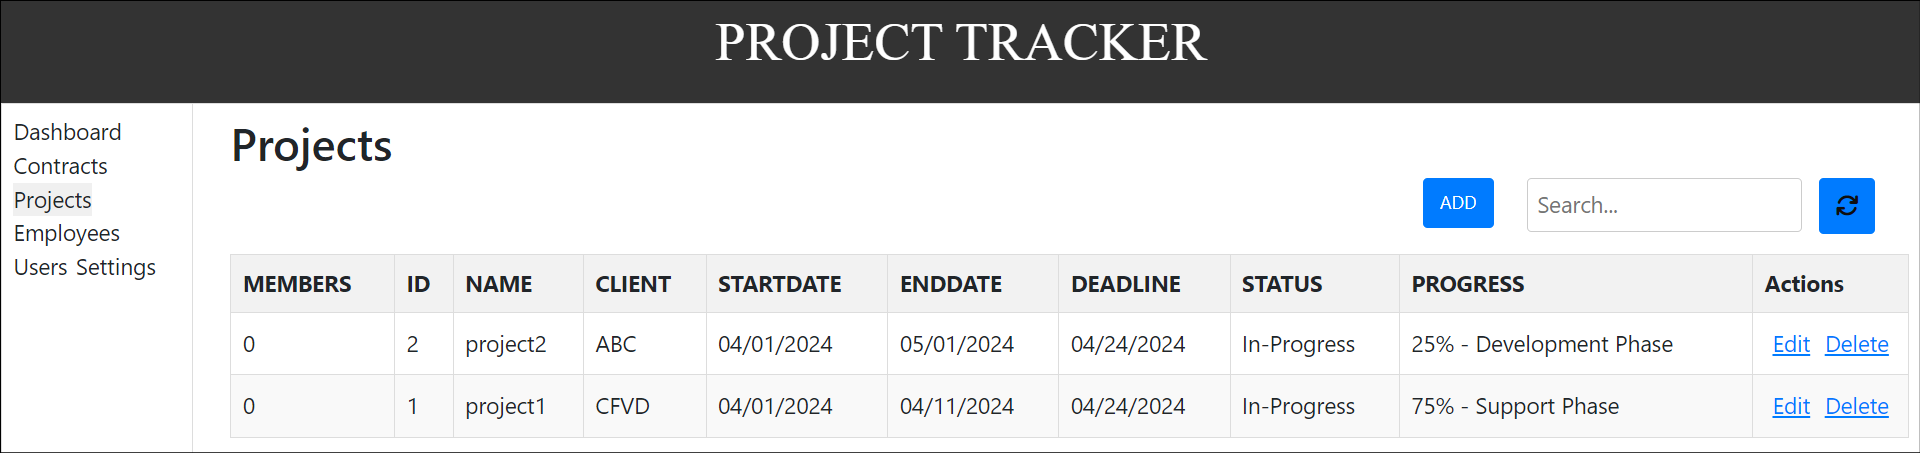 PROJECT TRACKER
Dashboard
Contracts
Projects
Employees
Users Settings
Projects
ADD
Search...
MEMBERS ID NAME CLIENT STARTDATE ENDDATE DEADLINE STATUS PROGRESS Actions
0 2 project2 ABC 04/01/2024 05/01/2024 04/24/2024 In-Progress 25% - Development Phase Edit Delete
0 1 project1 CFVD 04/01/2024 04/11/2024 04/24/2024 In-Progress 75% - Support Phase Edit Delete